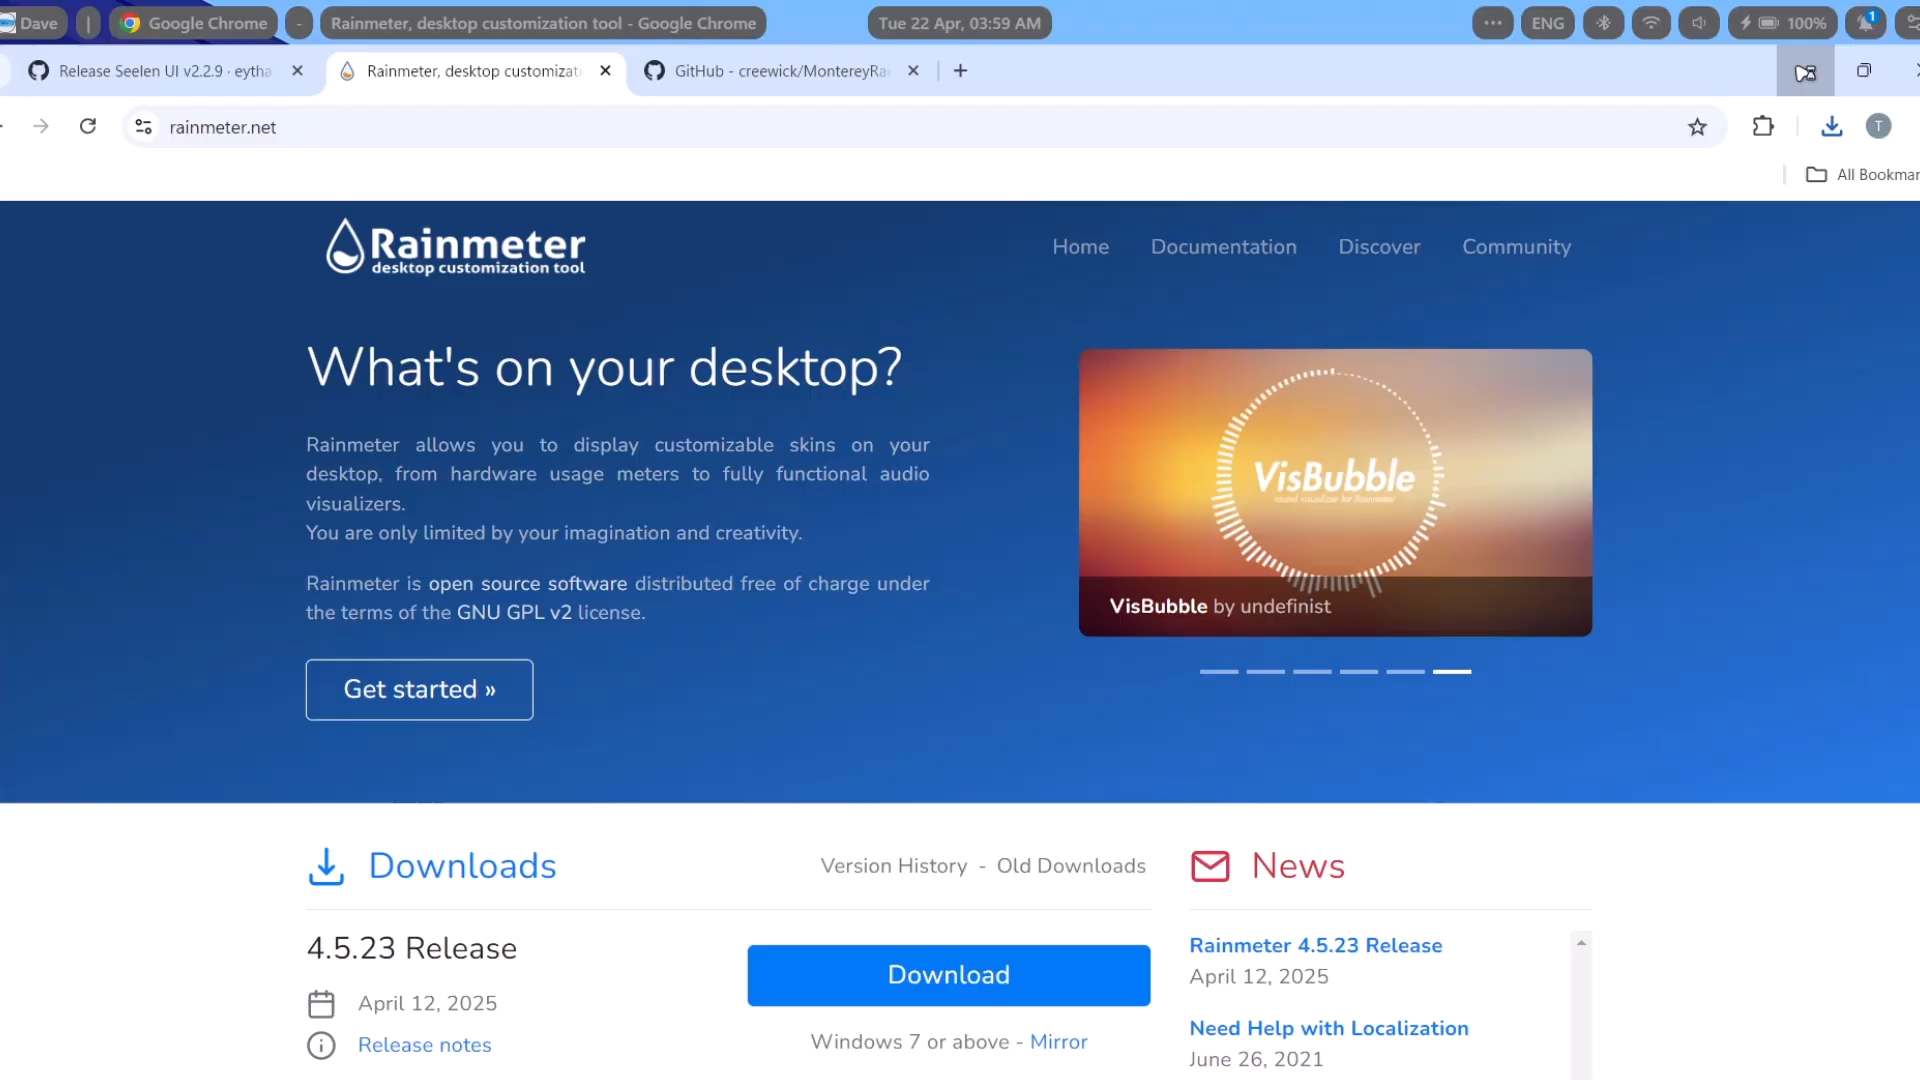 Dave | Google Chrome - Rainmeter, desktop customization tool - Google Chrome Tue 22 Apr, 03:59 AM ENG 100% 1
Release Seelen UI v2.2.9 · eytha Rainmeter, desktop customizat GitHub - creewick/MontereyRa
rainmeter.net T
All Bookmar
Rainmeter
desktop customization tool
Home Documentation Discover Community
What's on your desktop?
Rainmeter allows you to display customizable skins on your
desktop, from hardware usage meters to fully functional audio
visualizers.
You are only limited by your imagination and creativity.
Rainmeter is open source software distributed free of charge under
the terms of the GNU GPL v2 license.
Get started »
VisBubble
round visualizer for Rainmeter
VisBubble by undefinist
Downloads
Version History - Old Downloads
4.5.23 Release
April 12, 2025
Release notes
Download
Windows 7 or above - Mirror
News
Rainmeter 4.5.23 Release
April 12, 2025
Need Help with Localization
June 26, 2021